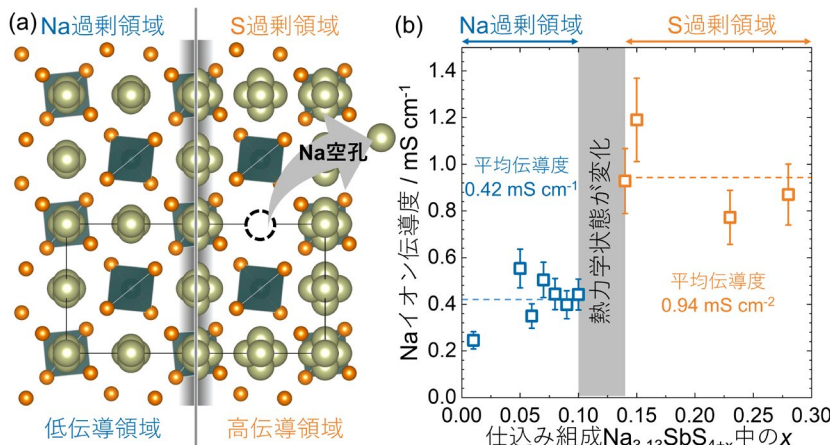 (a)
Na過剰領域
S過剰領域
Na空孔
低伝導領域
高伝導領域
(b)
Na過剰領域
S過剰領域
Naイオン伝導度 / mS cm⁻¹
1.4
1.2
1.0
0.8
0.6
0.4
0.2
0.0
平均伝導度
0.42 mS cm⁻¹
熱力学状態が変化
平均伝導度
0.94 mS cm⁻²
0.00
0.05
0.10
0.15
0.20
0.25
0.30
仕込み組成Na₃₋₁₃SbS₄₊ₓ中のx